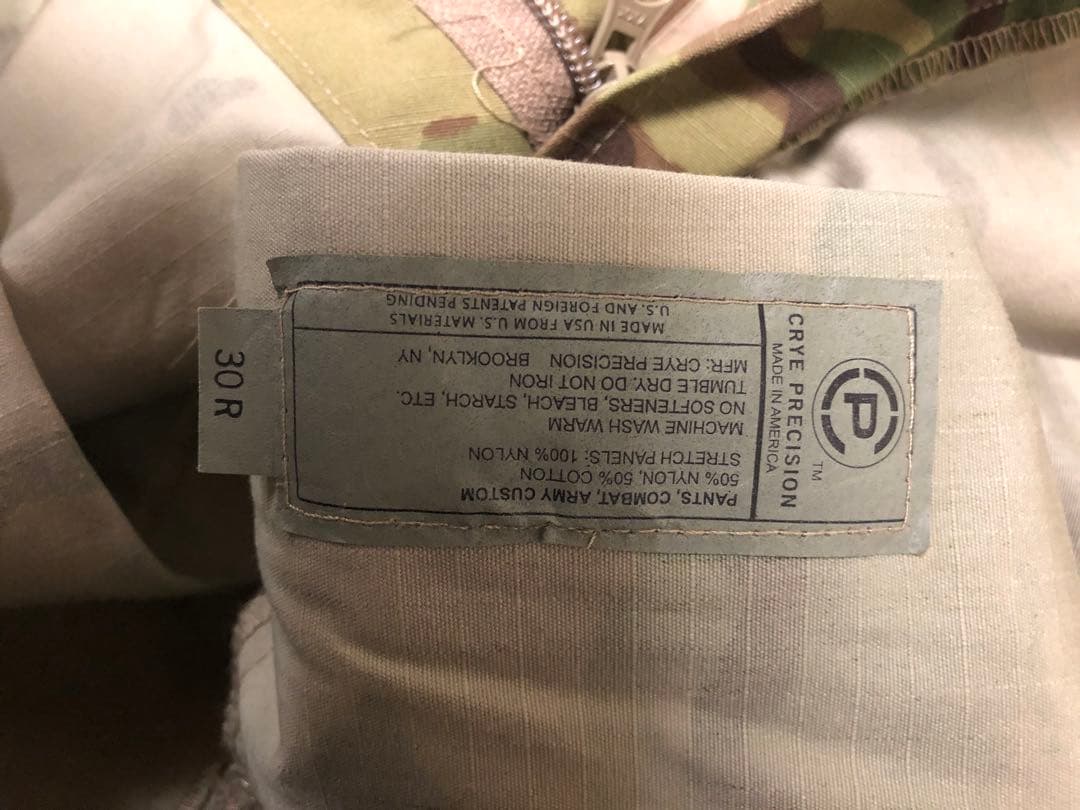 CRYE PRECISION
MADE IN AMERICA
CP
TM
PANTS, COMBAT, ARMY CUSTOM
50% NYLON, 50% COTTON
STRETCH PANELS: 100% NYLON
MACHINE WASH WARM
NO SOFTENERS, BLEACH, STARCH, ETC.
TUMBLE DRY. DO NOT IRON
MFR: CRYE PRECISION BROOKLYN, NY
MADE IN USA FROM U.S. MATERIALS
U.S. AND FOREIGN PATENTS PENDING
30R